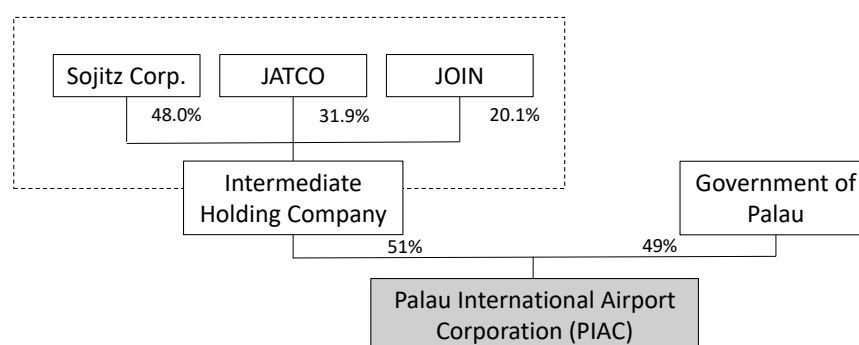 Sojitz Corp.
JATCO
JOIN
48.0%
31.9%
20.1%
Intermediate
Holding Company
Government of
Palau
51%
49%
Palau International Airport
Corporation (PIAC)